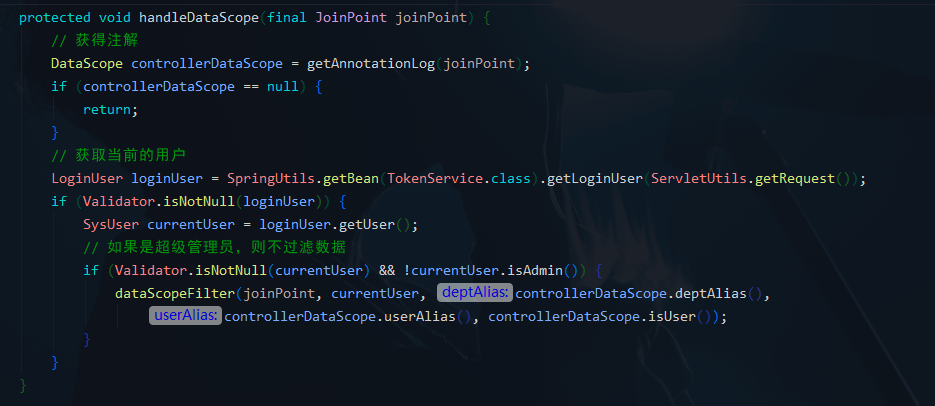 protected void handleDataScope(final JoinPoint joinPoint) {
// 获得注解
DataScope controllerDataScope = getAnnotationLog(joinPoint);
if (controllerDataScope == null) {
return;
}
// 获取当前的用户
LoginUser loginUser = SpringUtils.getBean(TokenService.class).getLoginUser(ServletUtils.getRequest());
if (Validator.isNotNull(loginUser)) {
SysUser currentUser = loginUser.getUser();
// 如果是超级管理员，则不过滤数据
if (Validator.isNotNull(currentUser) && !currentUser.isAdmin()) {
dataScopeFilter(joinPoint, currentUser, deptAlias: controllerDataScope.deptAlias(),
userAlias: controllerDataScope.userAlias(), controllerDataScope.isUser());
}
}
}